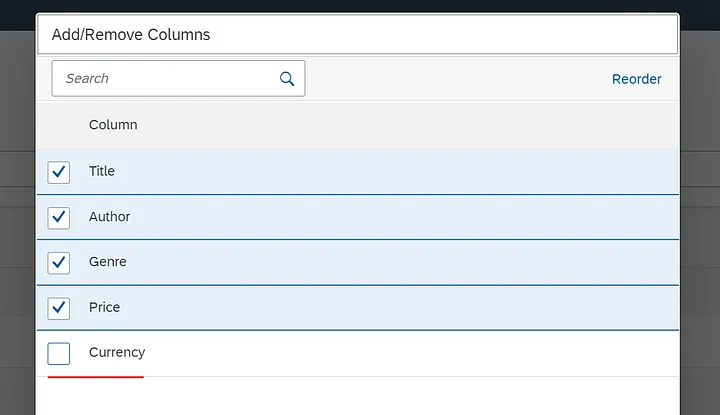 Add/Remove Columns
Search
Reorder
Column
Title
Author
Genre
Price
Currency